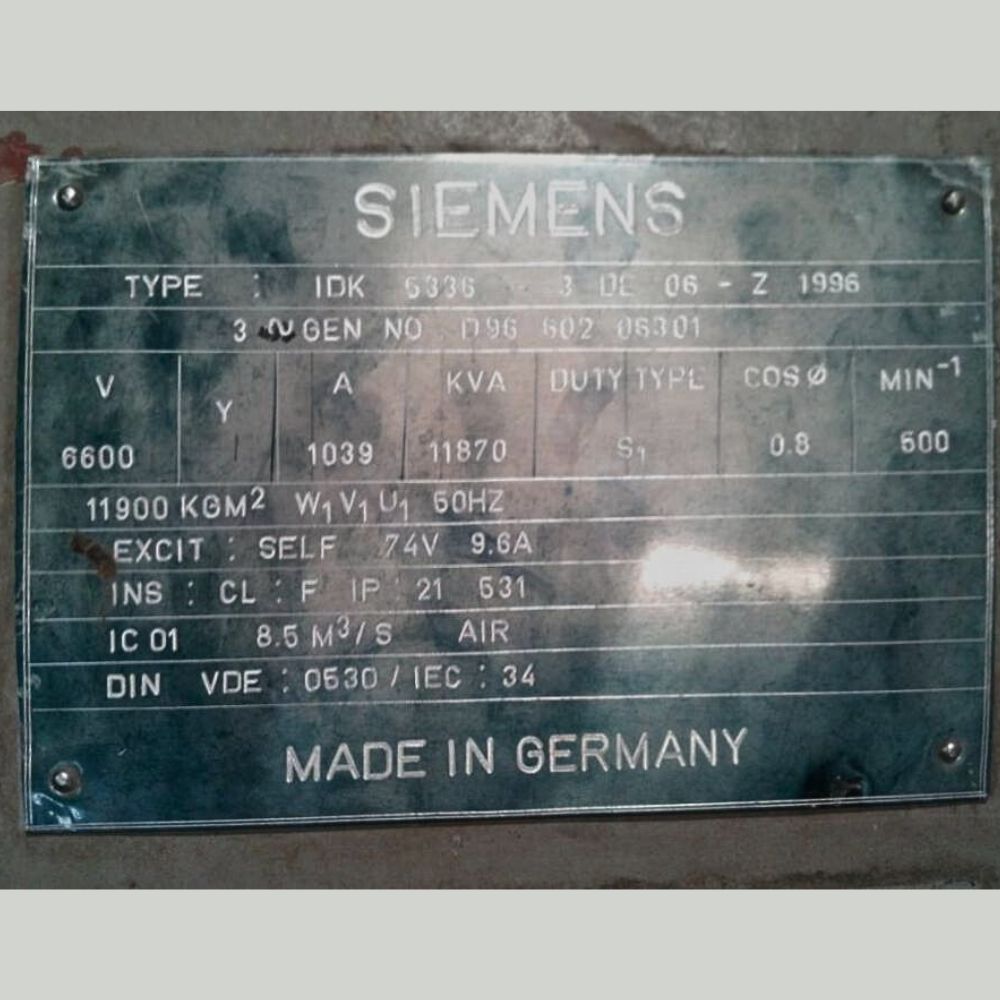 SIEMENS
TYPE : IDK 5336 - 3 DE 06 - Z 1996
3 ~ GEN NO. D96 502 06301
V Y A KVA DUTY TYPE COS Ø MIN⁻¹
6600 1039 11870 S₁ 0.8 500
11900 KGM² W₁ V₁ U₁ 50HZ
EXCIT : SELF 74V 9.6A
INS : CL : F IP : 21 531
IC 01 8.5 M³/S AIR
DIN VDE : 0530 / IEC : 34
MADE IN GERMANY